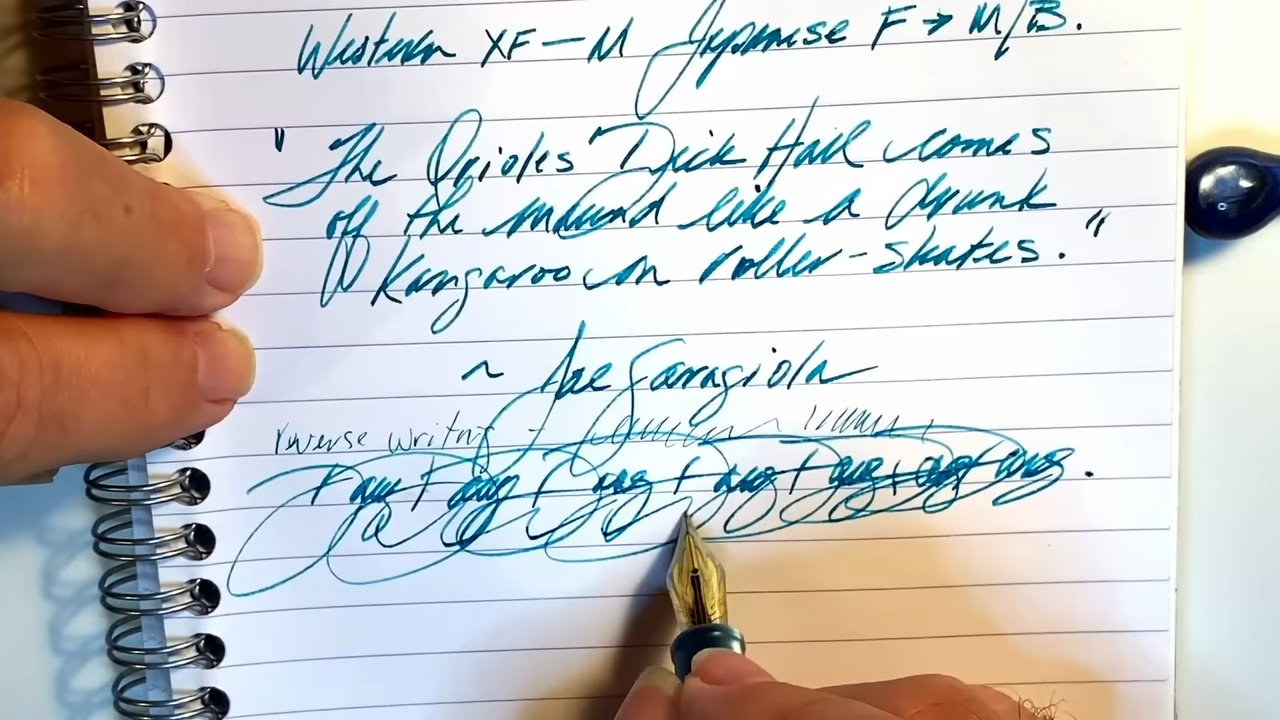 Western XF — M Japanese F → M/B.
" The Orioles' Dick Hall comes
off the mound like a drunk
Kangaroo on roller-skates. "
~ Joe Garagiola
reverse writing -